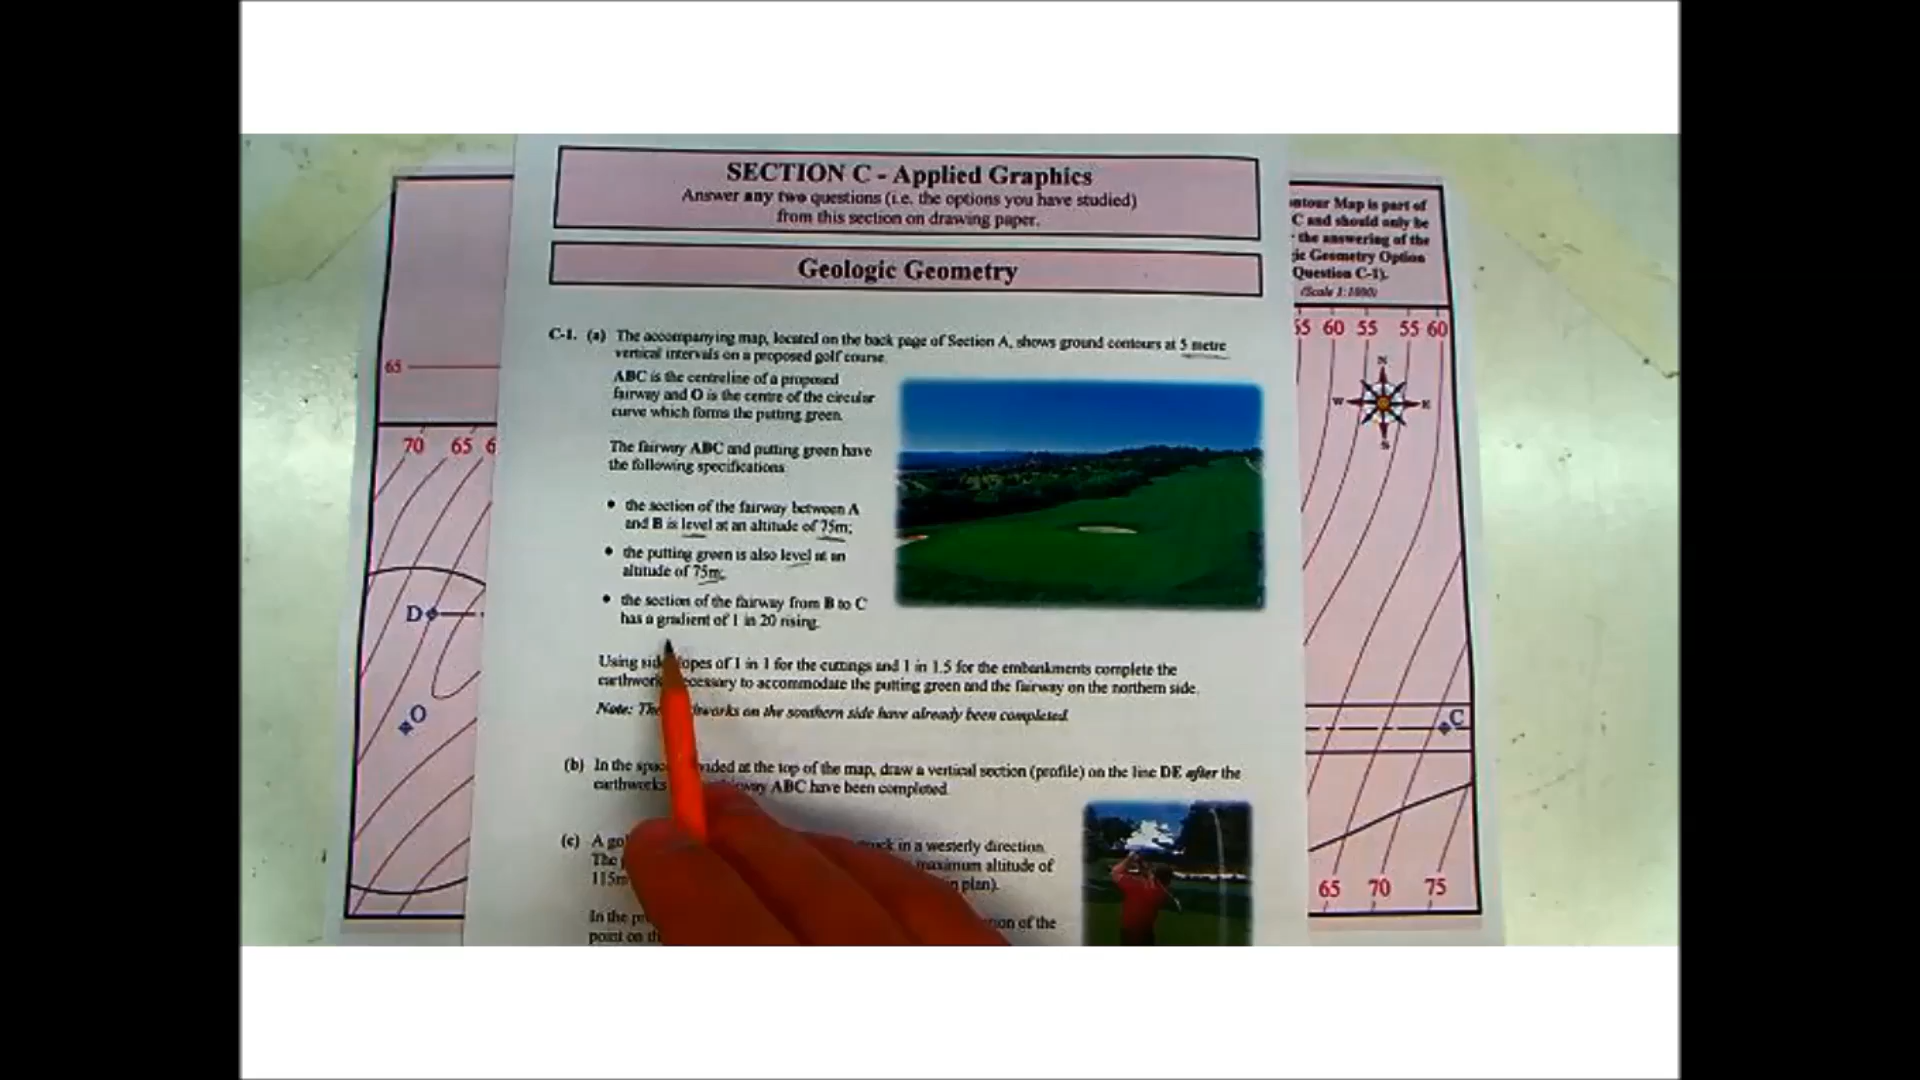 SECTION C - Applied Graphics
Answer any two questions (i.e. the options you have studied)
from this section on drawing paper.
Geologic Geometry
C-1. (a) The accompanying map, located on the back page of Section A, shows ground contours at 5 metre
vertical intervals on a proposed golf course.
ABC is the centreline of a proposed
fairway and O is the centre of the circular
curve which forms the putting green.
The fairway ABC and putting green have
the following specifications
• the section of the fairway between A
and B is level at an altitude of 75m;
• the putting green is also level at an
altitude of 75m;
• the section of the fairway from B to C
has a gradient of 1 in 20 rising.
Using side slopes of 1 in 1 for the cuttings and 1 in 1.5 for the embankments complete the
necessary to accommodate the putting green and the fairway on the northern side.
Note: on the southern side have already been completed.
(b) In the at the top of the map, draw a vertical section (profile) on the line DE after the
earthworks ABC have been completed.
(c) A in a westerly direction.
The maximum altitude of
115m plan).
In the of the
point on
Map is part of
C and should only be
the answering of the
Geometry Option
Question C-1).
(Scale 1:1000)
55 60 55 55 60
N
W E
S
65
70 65 6
D
O
C
65 70 75